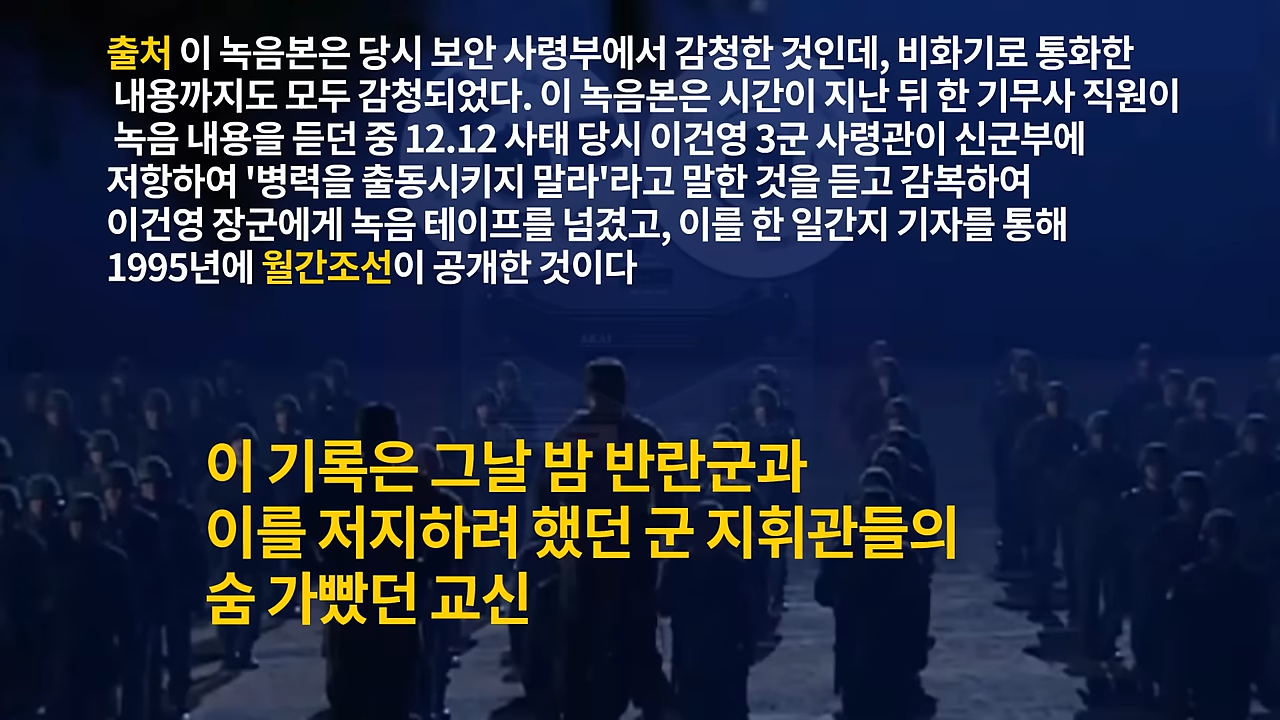 출처 이 녹음본은 당시 보안 사령부에서 감청한 것인데, 비화기로 통화한
내용까지도 모두 감청되었다. 이 녹음본은 시간이 지난 뒤 한 기무사 직원이
녹음 내용을 듣던 중 12.12 사태 당시 이건영 3군 사령관이 신군부에
저항하여 '병력을 출동시키지 말라'라고 말한 것을 듣고 감복하여
이건영 장군에게 녹음 테이프를 넘겼고, 이를 한 일간지 기자를 통해
1995년에 월간조선이 공개한 것이다
AKAI
이 기록은 그날 밤 반란군과
이를 저지하려 했던 군 지휘관들의
숨 가빴던 교신